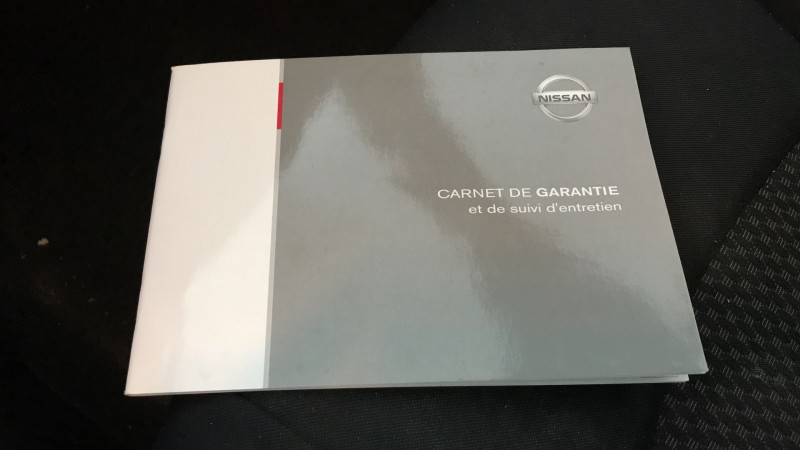 NISSAN
CARNET DE GARANTIE
et de suivi d'entretien